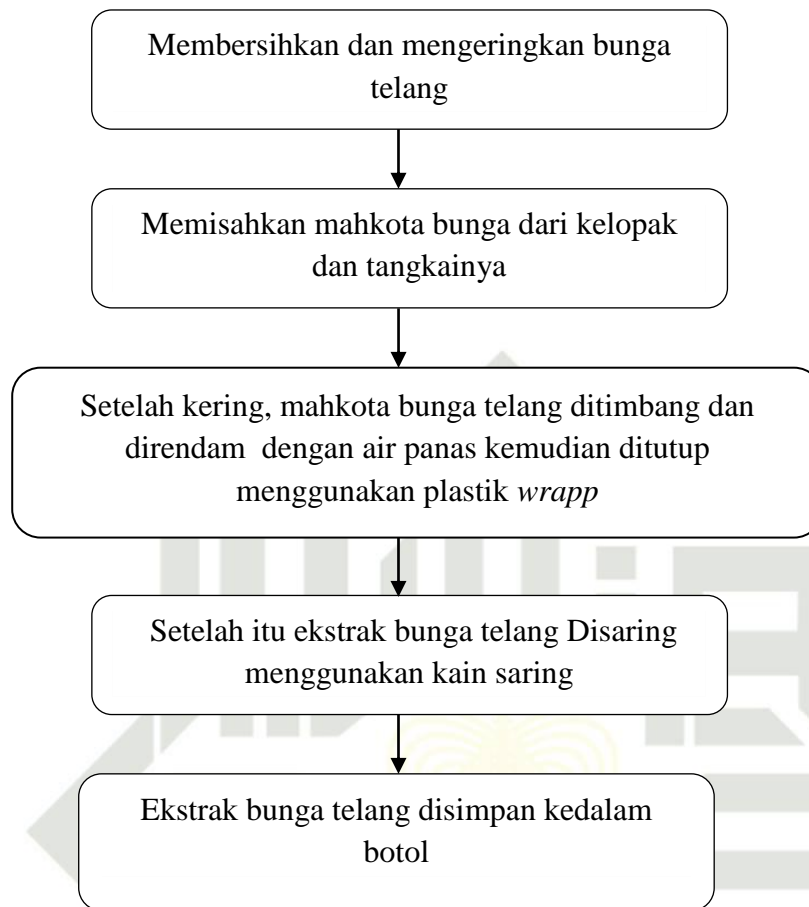 Membersihkan dan mengeringkan bunga
telang
Memisahkan mahkota bunga dari kelopak
dan tangkainya
Setelah kering, mahkota bunga telang ditimbang dan
direndam dengan air panas kemudian ditutup
menggunakan plastik wrapp
Setelah itu ekstrak bunga telang Disaring
menggunakan kain saring
Ekstrak bunga telang disimpan kedalam
botol